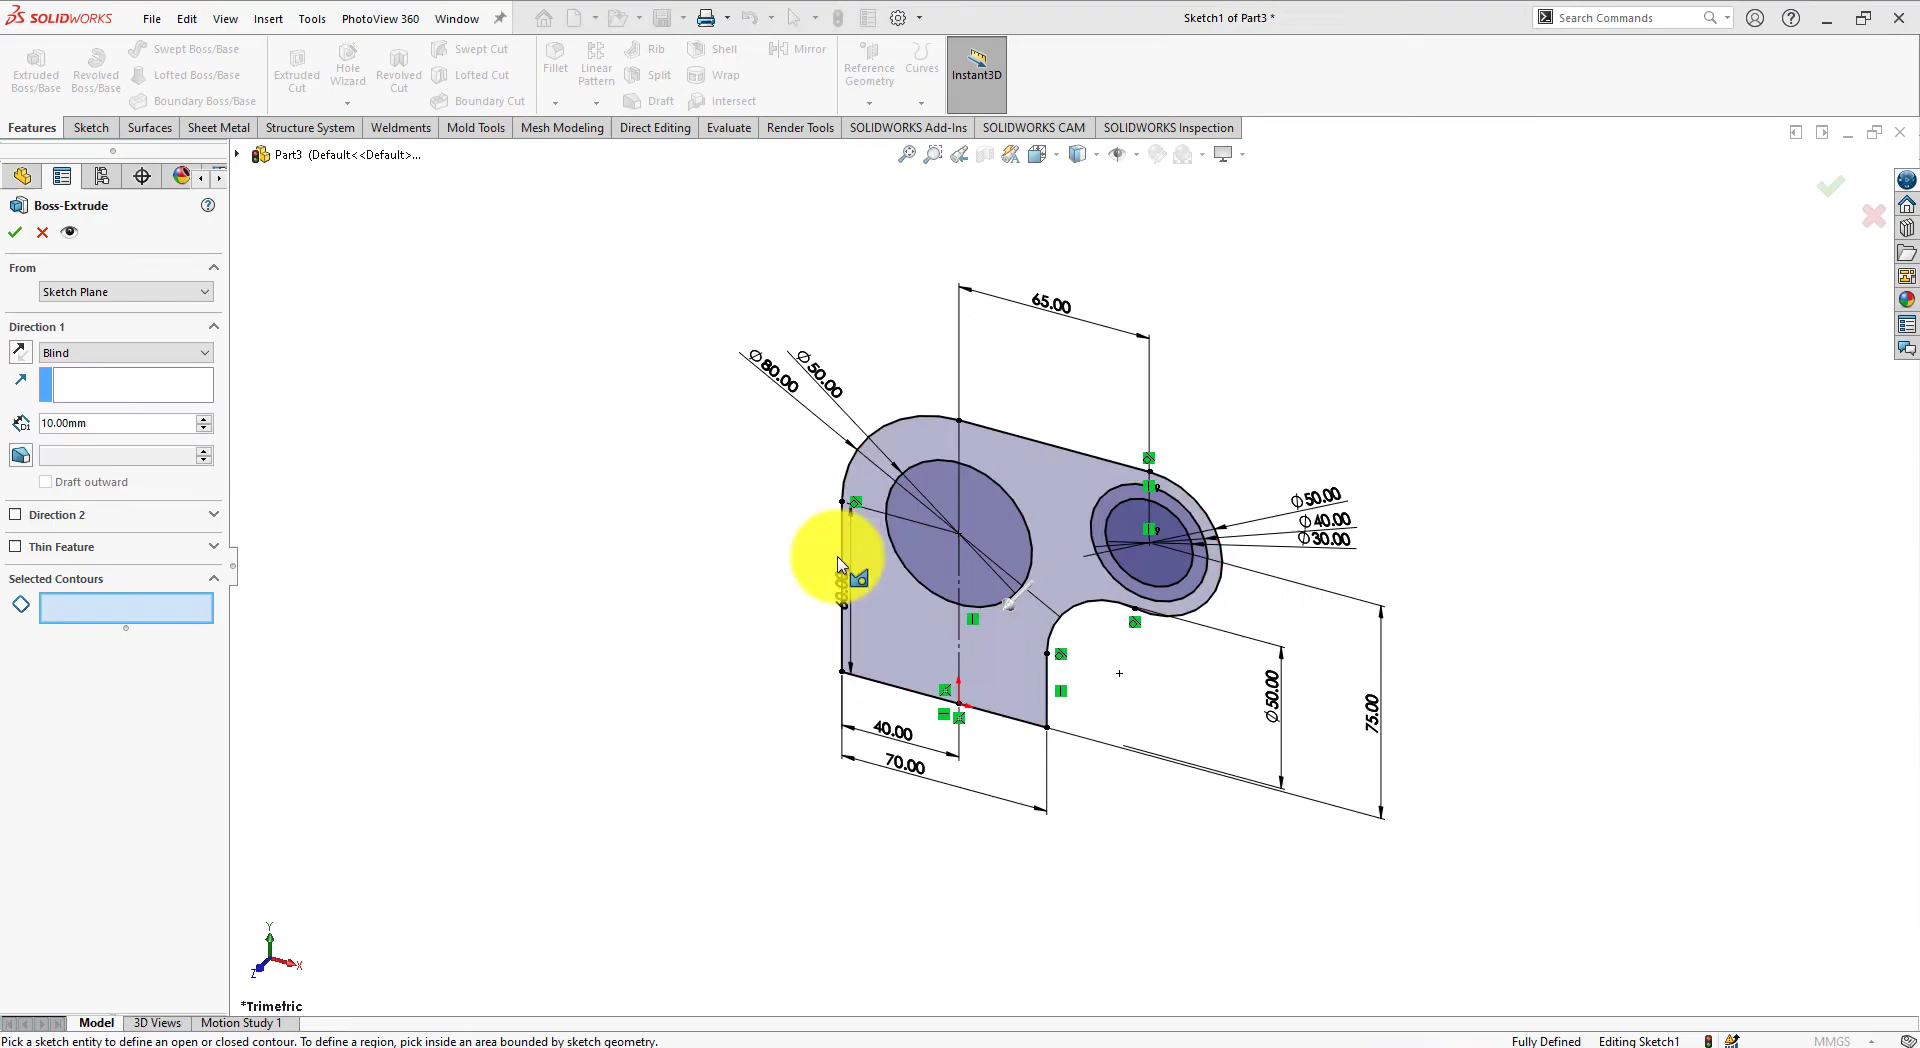 SOLIDWORKS File Edit View Insert Tools PhotoView 360 Window Sketch1 of Part3 * Search Commands
Extruded Boss/Base Revolved Boss/Base Swept Boss/Base Lofted Boss/Base Boundary Boss/Base Extruded Cut Hole Wizard Revolved Cut Swept Cut Lofted Cut Boundary Cut Fillet Linear Pattern Rib Split Draft Shell Wrap Intersect Mirror Reference Geometry Curves Instant3D
Features Sketch Surfaces Sheet Metal Structure System Weldments Mold Tools Mesh Modeling Direct Editing Evaluate Render Tools SOLIDWORKS Add-Ins SOLIDWORKS CAM SOLIDWORKS Inspection
Part3 (Default<<Default>...
Boss-Extrude
From
Sketch Plane
Direction 1
Blind
D1 10.00mm
Draft outward
Direction 2
Thin Feature
Selected Contours
65.00
Ø80.00
Ø50.00
Ø50.00
Ø40.00
Ø30.00
60.00
Ø50.00
75.00
40.00
70.00
Y
X
Z
*Trimetric
Model 3D Views Motion Study 1
Pick a sketch entity to define an open or closed contour. To define a region, pick inside an area bounded by sketch geometry. Fully Defined Editing Sketch1 MMGS